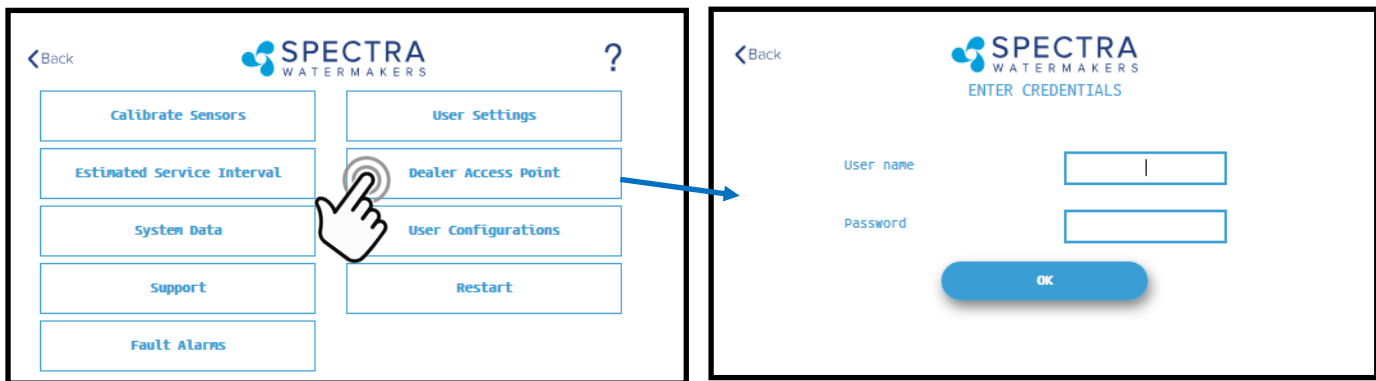 Back
SPECTRA
WATERMAKERS
?
Calibrate Sensors
User Settings
Estimated Service Interval
Dealer Access Point
System Data
User Configurations
Support
Restart
Fault Alarms
Back
SPECTRA
WATERMAKERS
ENTER CREDENTIALS
User name
Password
OK